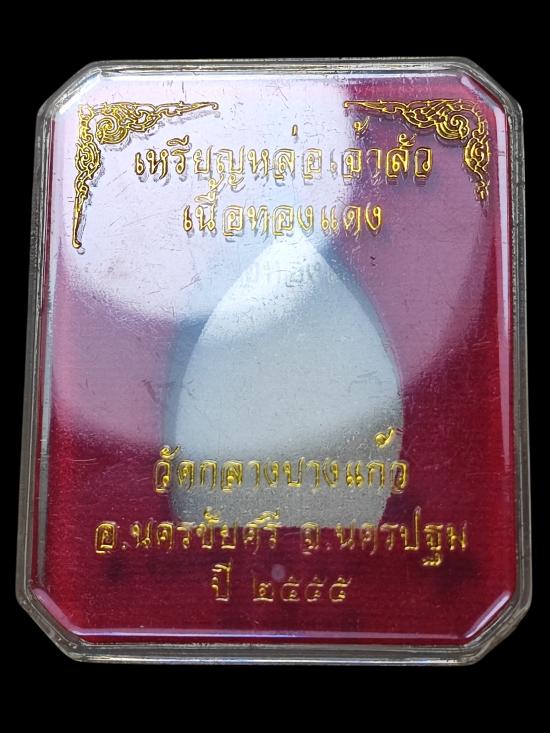 เหรียญหล่อเจ้าสัว
เนื้อทองแดง
วัดกลางบางแก้ว
อ.นครชัยศรี จ.นครปฐม
ปี ๒๕๕๕